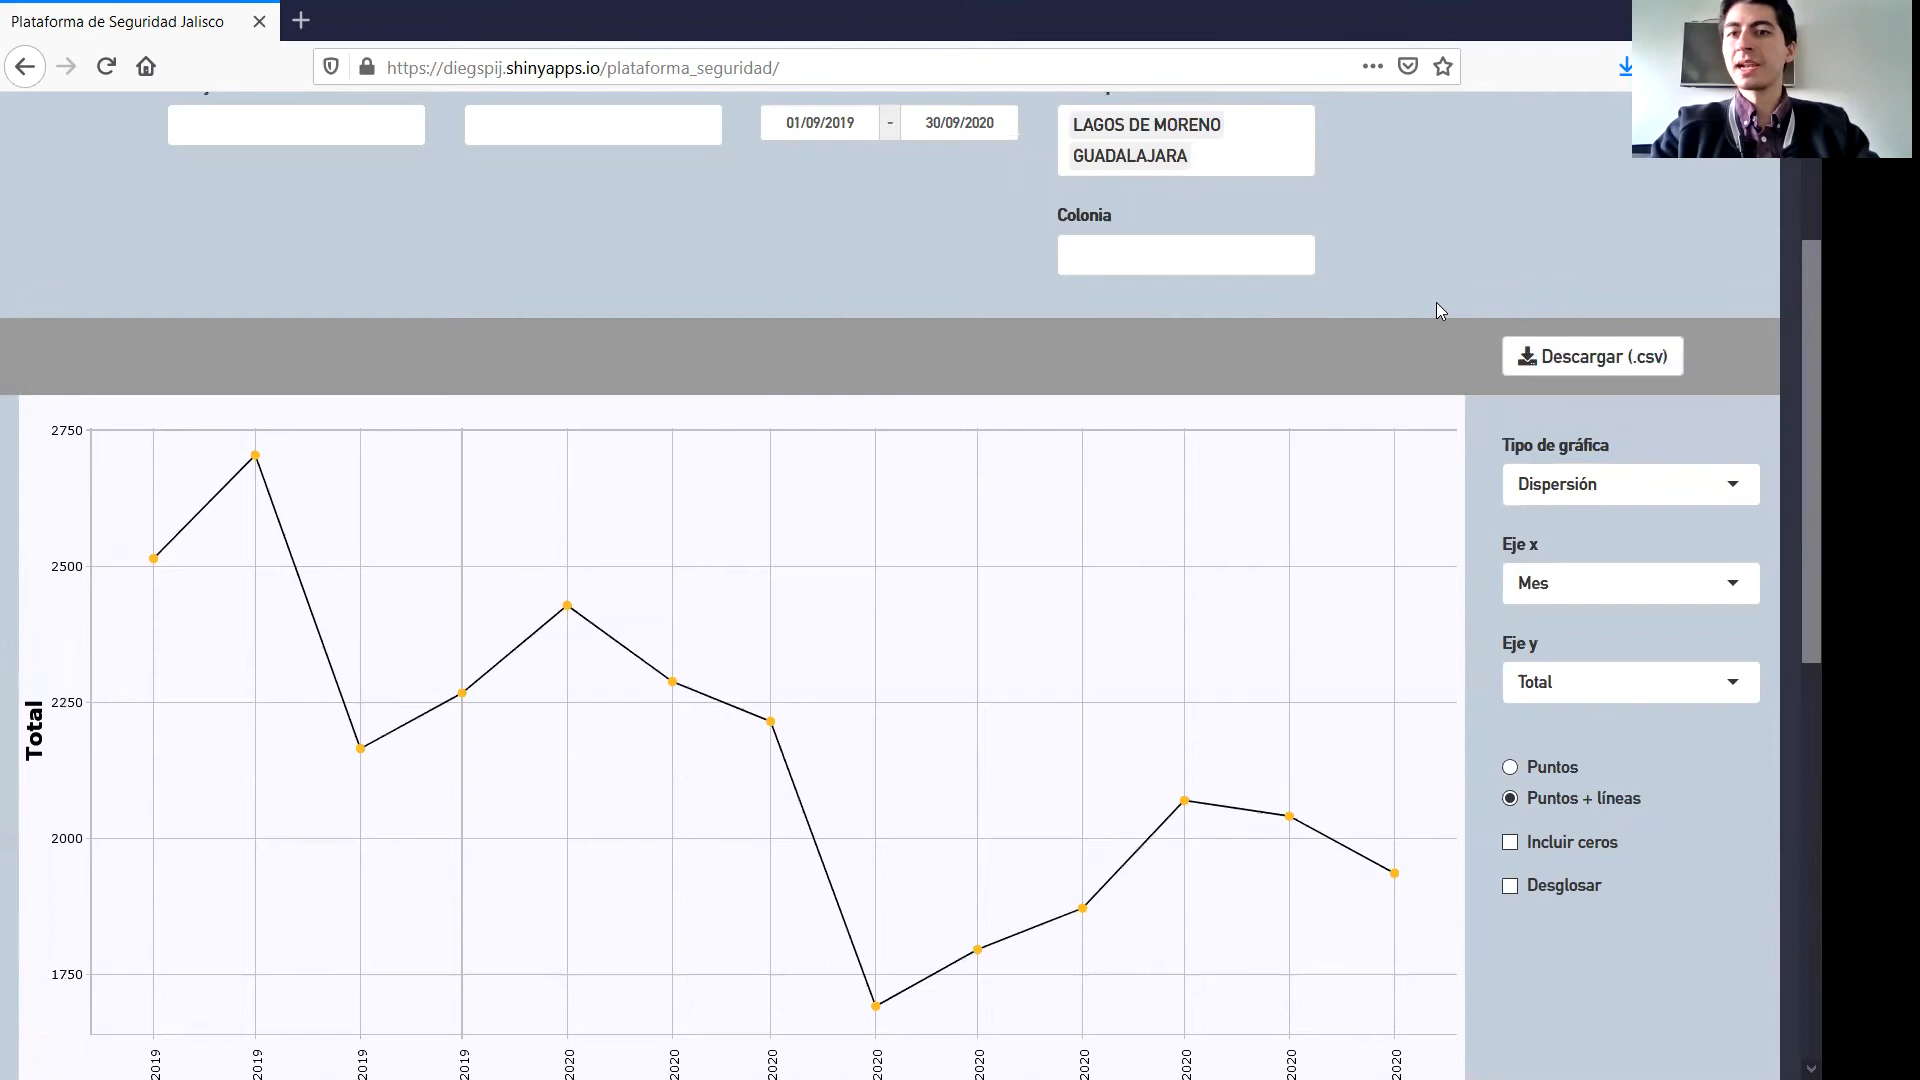 Plataforma de Seguridad Jalisco
https://diegspij.shinyapps.io/plataforma_seguridad/
01/09/2019 - 30/09/2020
LAGOS DE MORENO
GUADALAJARA
Colonia
Descargar (.csv)
Tipo de gráfica
Dispersión
Eje x
Mes
Eje y
Total
Puntos
Puntos + líneas
Incluir ceros
Desglosar
Total
2750
2500
2250
2000
1750
2019
2019
2019
2019
2020
2020
2020
2020
2020
2020
2020
2020
2020